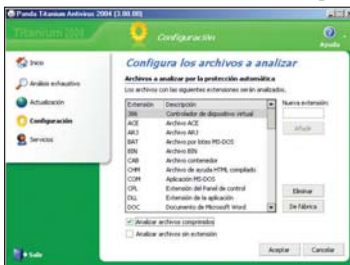 Panda Titanium Antivirus 2004 (3.00.00)
Titanium 2004
Configuración
Ayuda
Inicio
Análisis exhaustivo
Actualización
Configuración
Servicios
Salir
Configura los archivos a analizar
Archivos a analizar por la protección automática
Los archivos con las siguientes extensiones serán analizados.
Extensión Descripción
386 Controlador de dispositivo virtual
ACE Archivo ACE
ARJ Archivo ARJ
BAT Archivo por lotes MS-DOS
BIN Archivo BIN
CAB Archivo contenedor
CHM Archivo de ayuda HTML compilado
COM Aplicación MS-DOS
CPL Extensión del Panel de control
DLL Extensión de la aplicación
DOC Documento de Microsoft Word
Nueva extensión:
Añadir
Eliminar
De fábrica
Analizar archivos comprimidos
Analizar archivos sin extensión
Aceptar Cancelar